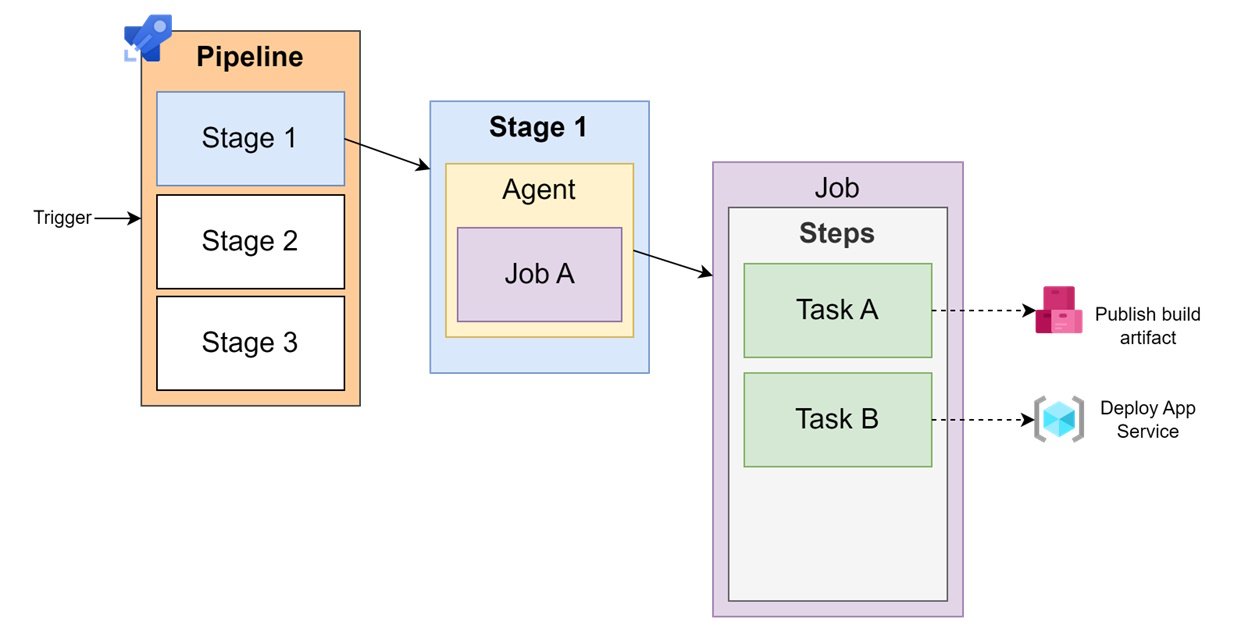 Pipeline
Stage 1
Stage 2
Stage 3
Trigger
Stage 1
Agent
Job A
Job
Steps
Task A
Task B
Publish build
artifact
Deploy App
Service